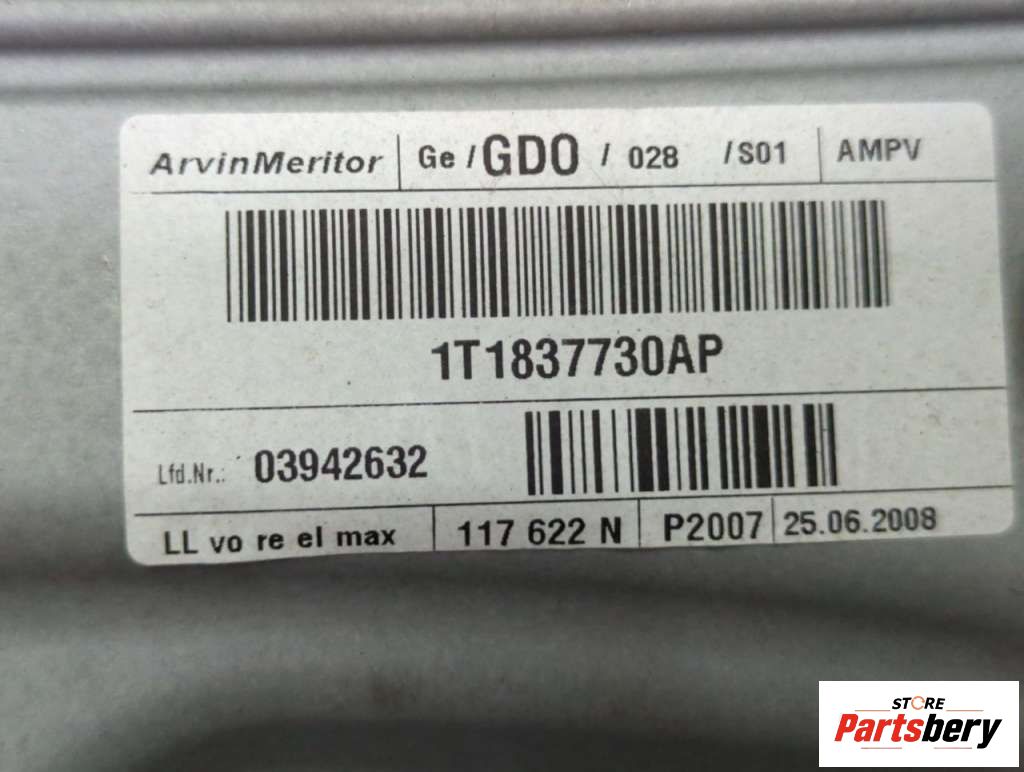 ArvinMeritor Ge / GDO / 028 / S01 AMPV
1T1837730AP
Lfd.Nr.: 03942632
LL vo re el max 117 622 N P2007 25.06.2008
STORE
Partsbery